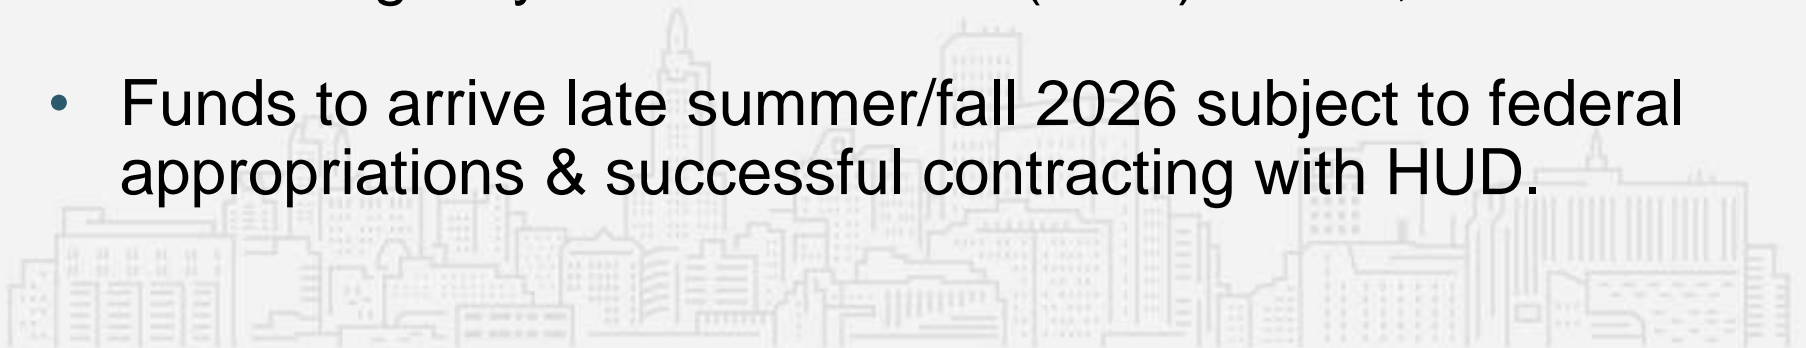 • Funds to arrive late summer/fall 2026 subject to federal
appropriations & successful contracting with HUD.